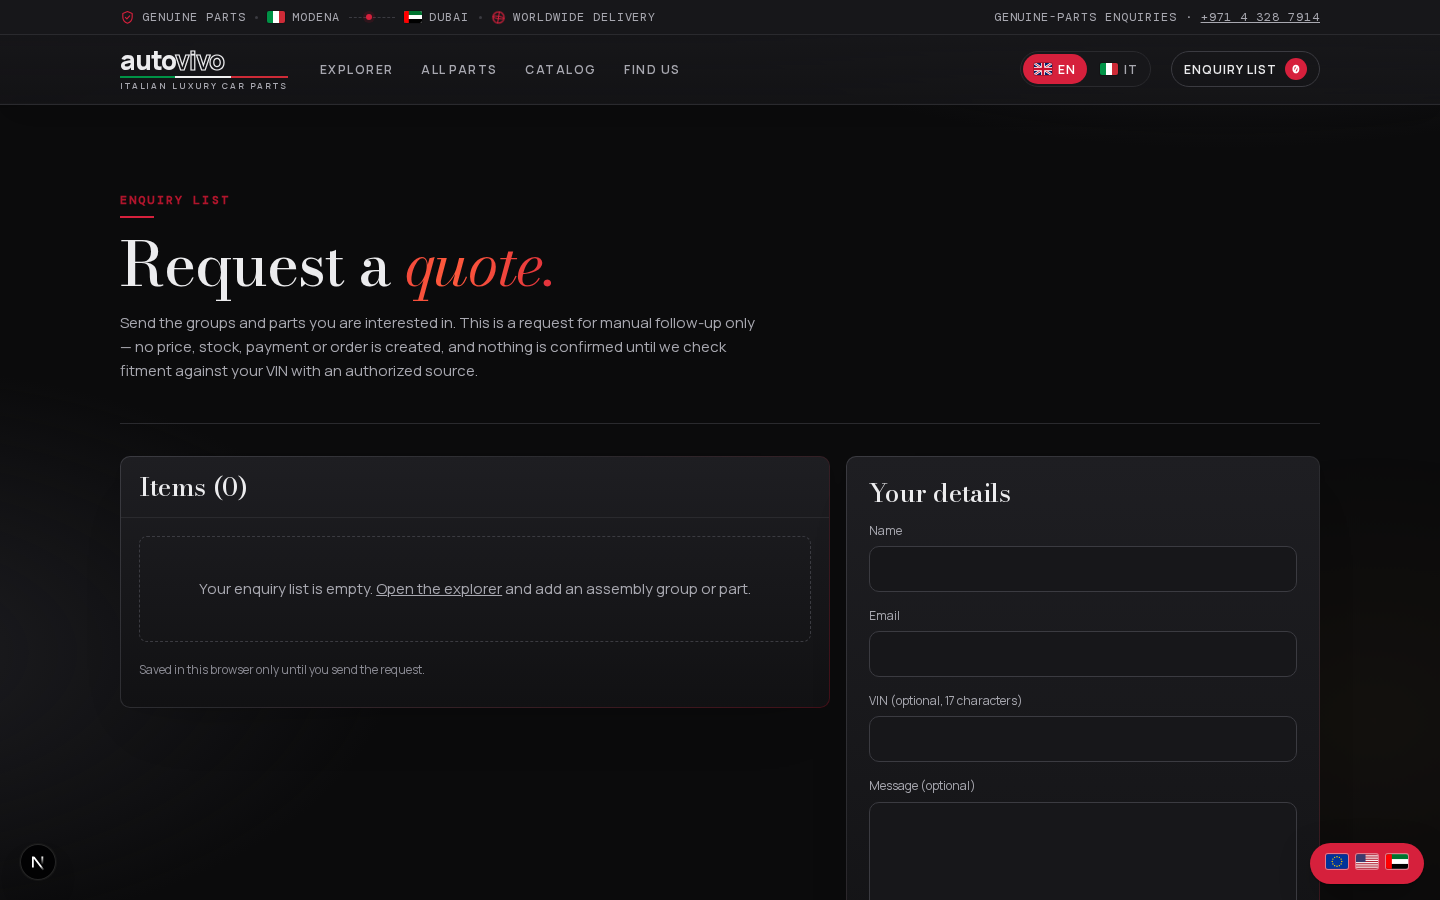 GENUINE PARTS • MODENA DUBAI • WORLDWIDE DELIVERY
GENUINE-PARTS ENQUIRIES · +971 4 328 7914
autovivo
ITALIAN LUXURY CAR PARTS
EXPLORER ALL PARTS CATALOG FIND US
EN IT
ENQUIRY LIST 0
ENQUIRY LIST
Request a quote.
Send the groups and parts you are interested in. This is a request for manual follow-up only
— no price, stock, payment or order is created, and nothing is confirmed until we check
fitment against your VIN with an authorized source.
Items (0)
Your enquiry list is empty. Open the explorer and add an assembly group or part.
Saved in this browser only until you send the request.
Your details
Name
Email
VIN (optional, 17 characters)
Message (optional)
N